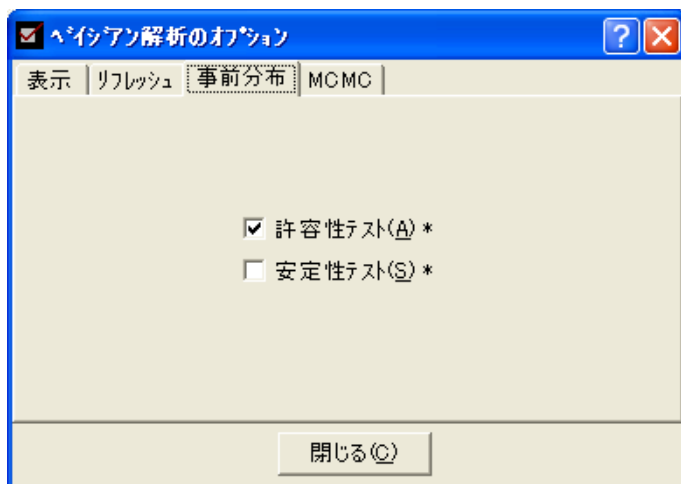 ﾍﾞｲｼﾞｱﾝ解析のｵﾌﾟｼｮﾝ
表示 ﾘﾌﾚｯｼｭ 事前分布 MCMC
許容性ﾃｽﾄ(A) *
安定性ﾃｽﾄ(S) *
閉じる(C)